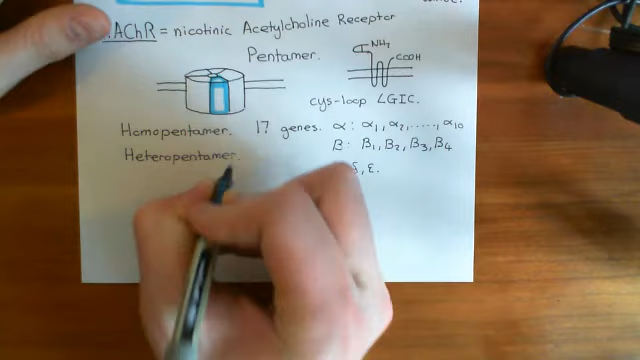 AChR = nicotinic Acetylcholine Receptor
Pentamer.
NH₂
COOH
cys-loop LGIC.
Homopentamer. 17 genes. α : α₁, α₂, ....., α₁₀
Heteropentamer. β : β₁, β₂, β₃, β₄
δ, ε.